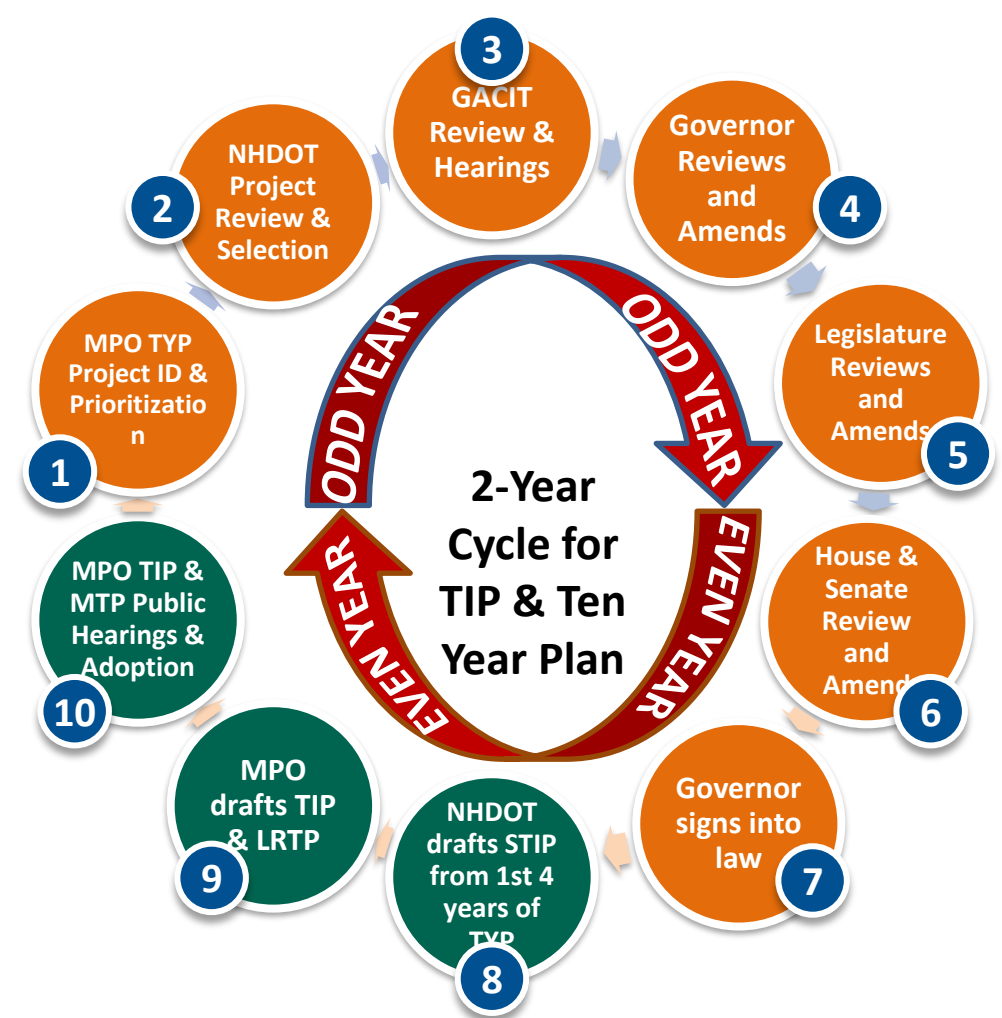 1
MPO TYP
Project ID &
Prioritizatio
n
2
NHDOT
Project
Review &
Selection
3
GACIT
Review &
Hearings
4
Governor
Reviews
and
Amends
5
Legislature
Reviews
and
Amends
6
House &
Senate
Review
and
Amend
7
Governor
signs into
law
8
NHDOT
drafts STIP
from 1st 4
years of
TYP
9
MPO
drafts TIP
& LRTP
10
MPO TIP &
MTP Public
Hearings &
Adoption
ODD YEAR
ODD YEAR
EVEN YEAR
EVEN YEAR
2-Year
Cycle for
TIP & Ten
Year Plan